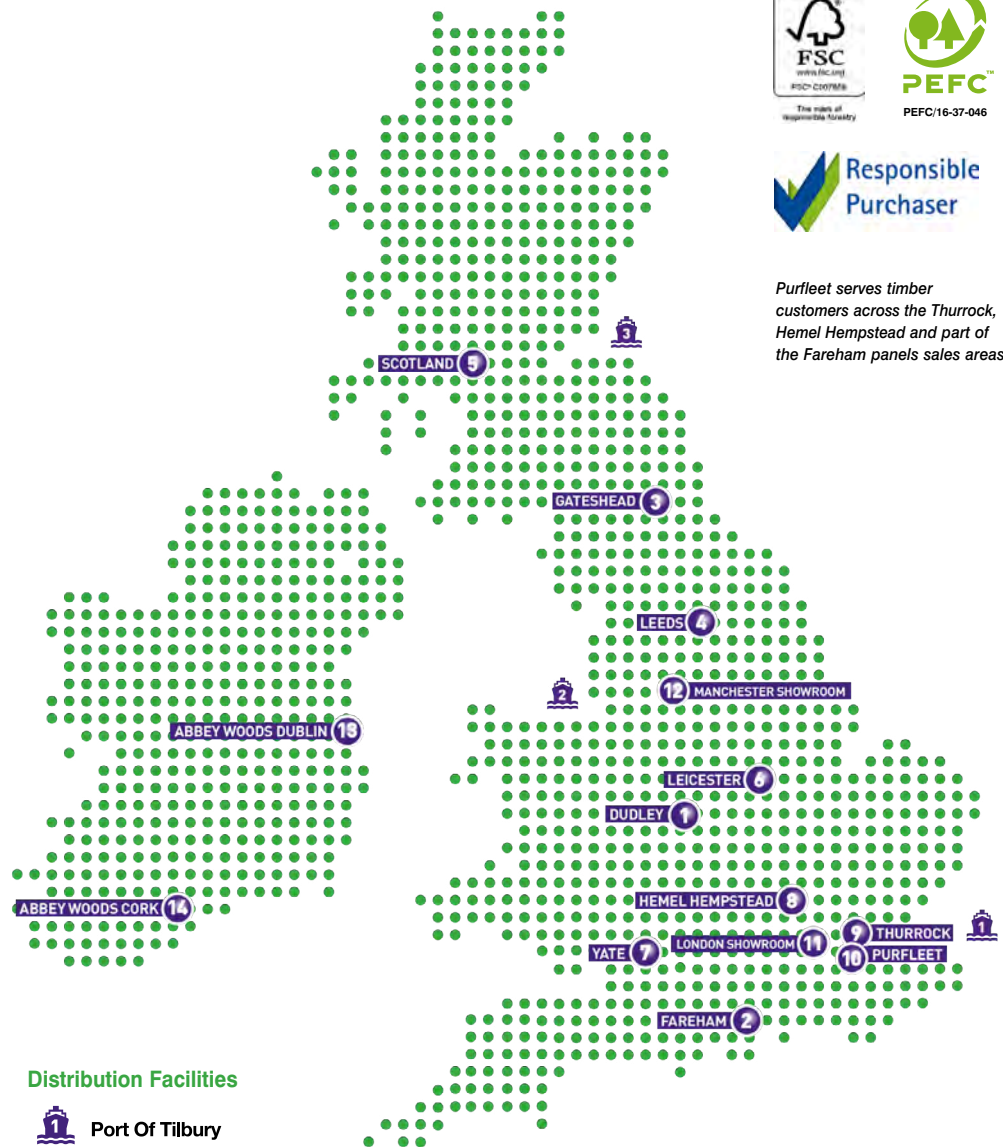 FSC
www.fsc.org
FSC® C007659
The mark of
responsible forestry
PEFC™
PEFC/16-37-046
Responsible
Purchaser
Purfleet serves timber
customers across the Thurrock,
Hemel Hempstead and part of
the Fareham panels sales areas
3
SCOTLAND 5
GATESHEAD 3
LEEDS 4
2
12 MANCHESTER SHOWROOM
ABBEY WOODS DUBLIN 13
LEICESTER 6
DUDLEY 1
HEMEL HEMPSTEAD 8
ABBEY WOODS CORK 14
9 THURROCK
1
LONDON SHOWROOM 11
YATE 7
10 PURFLEET
FAREHAM 2
Distribution Facilities
1 Port Of Tilbury